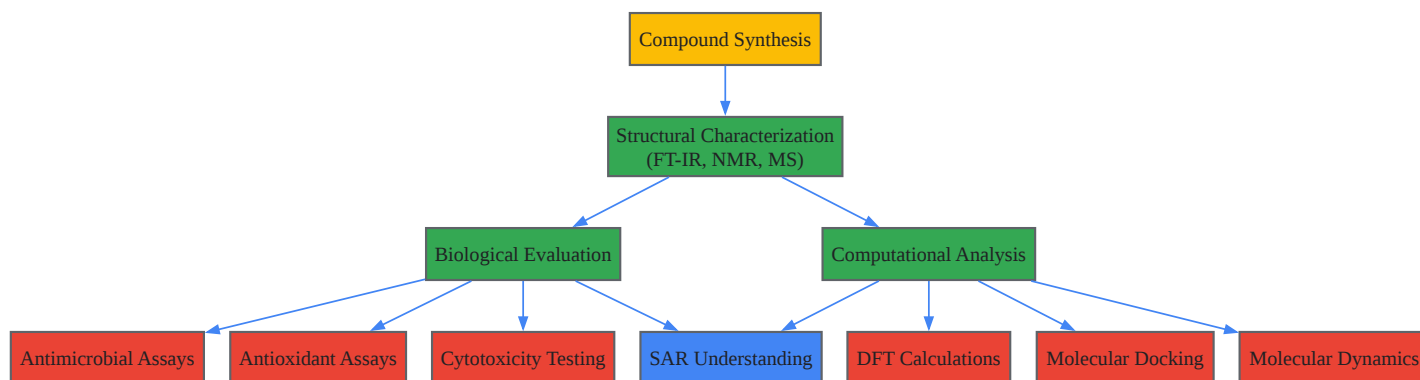 Compound Synthesis
Structural Characterization
(FT-IR, NMR, MS)
Biological Evaluation
Computational Analysis
Antimicrobial Assays
Antioxidant Assays
Cytotoxicity Testing
SAR Understanding
DFT Calculations
Molecular Docking
Molecular Dynamics